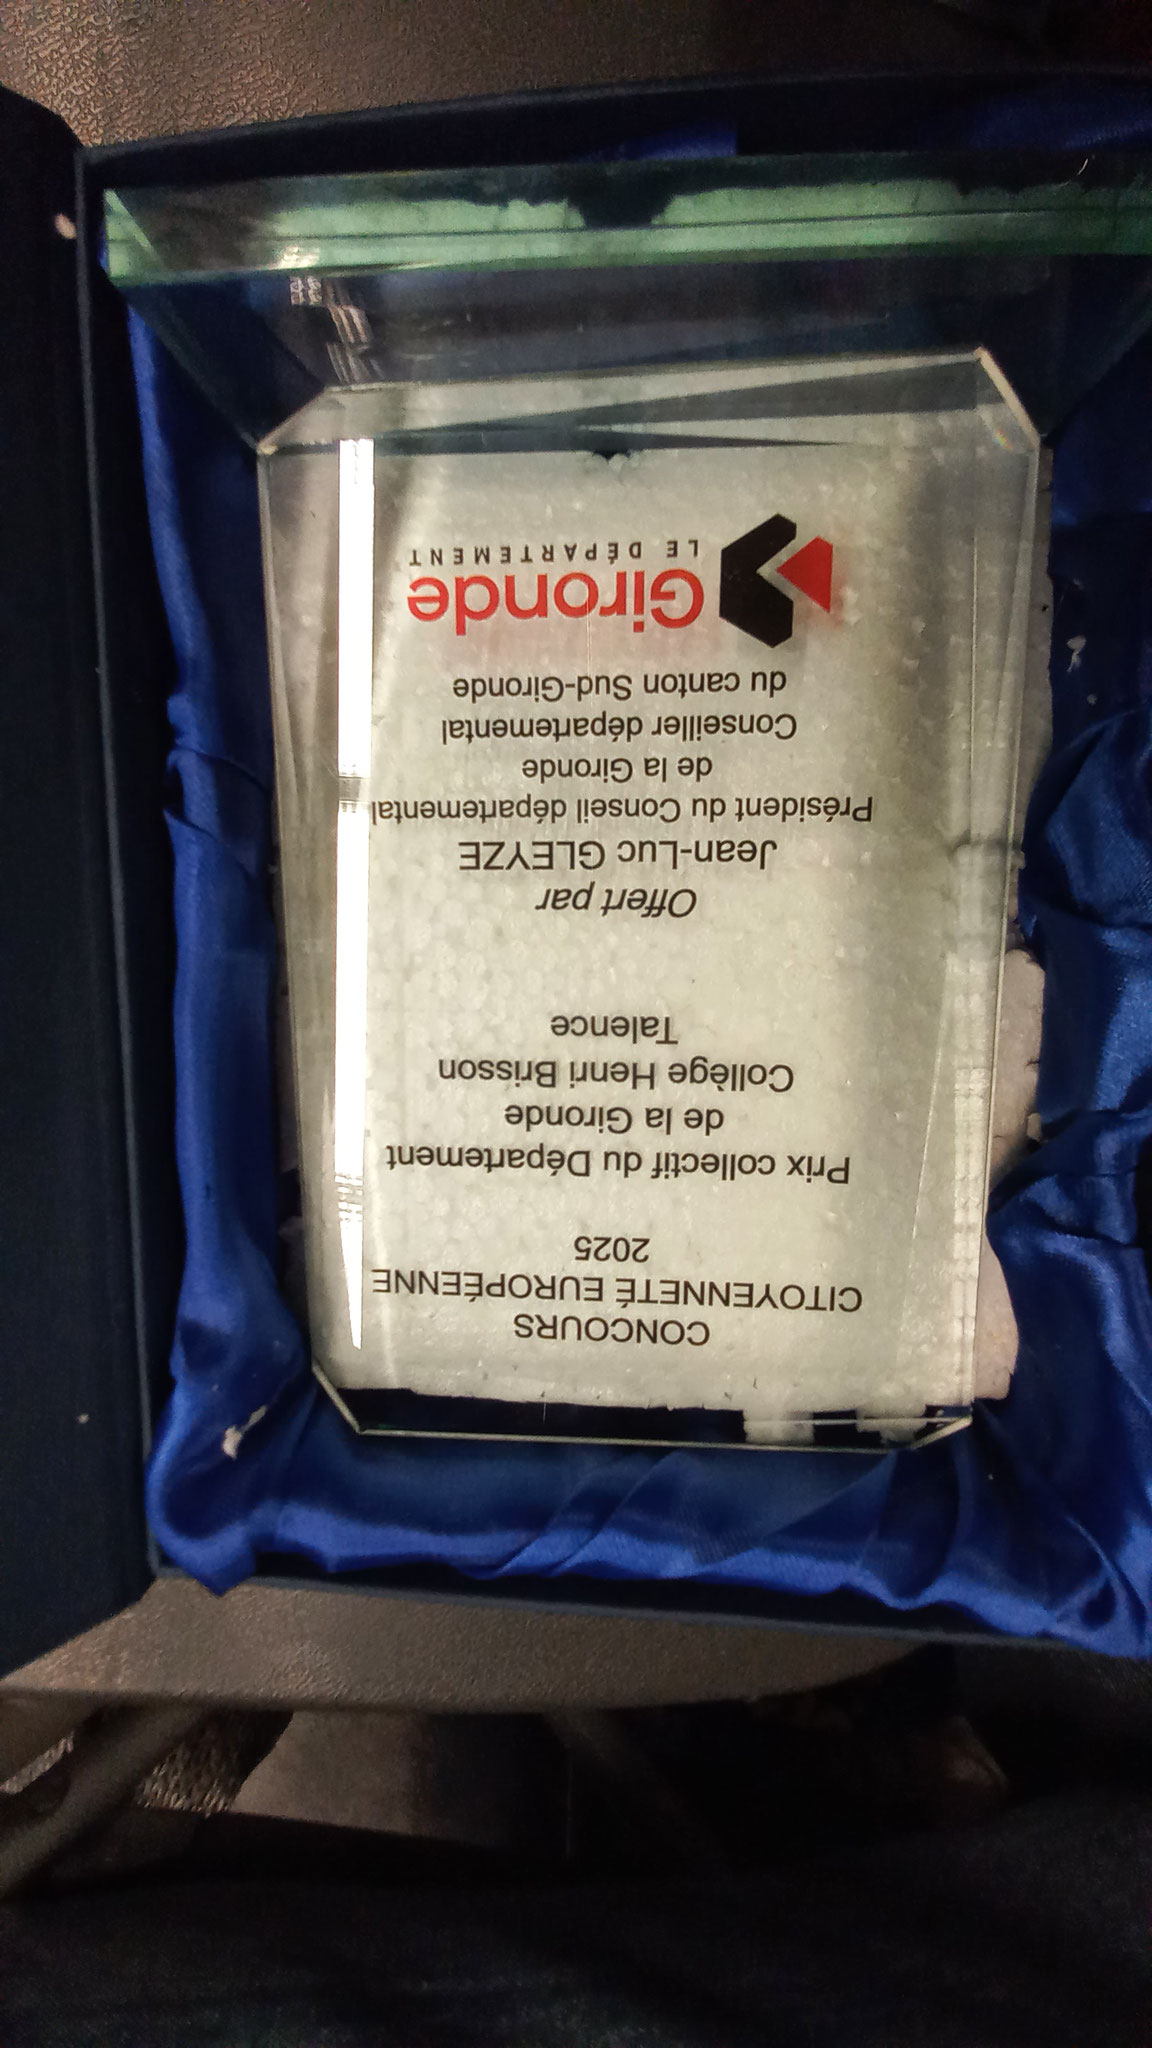 CONCOURS
CITOYENNETÉ EUROPÉENNE
2025
Prix collectif du Département
de la Gironde
Collège Henri Brisson
Talence
Offert par
Jean-Luc GLEYZE
Président du Conseil départemental
de la Gironde
Conseiller départemental
du canton Sud-Gironde
Gironde
LE DÉPARTEMENT